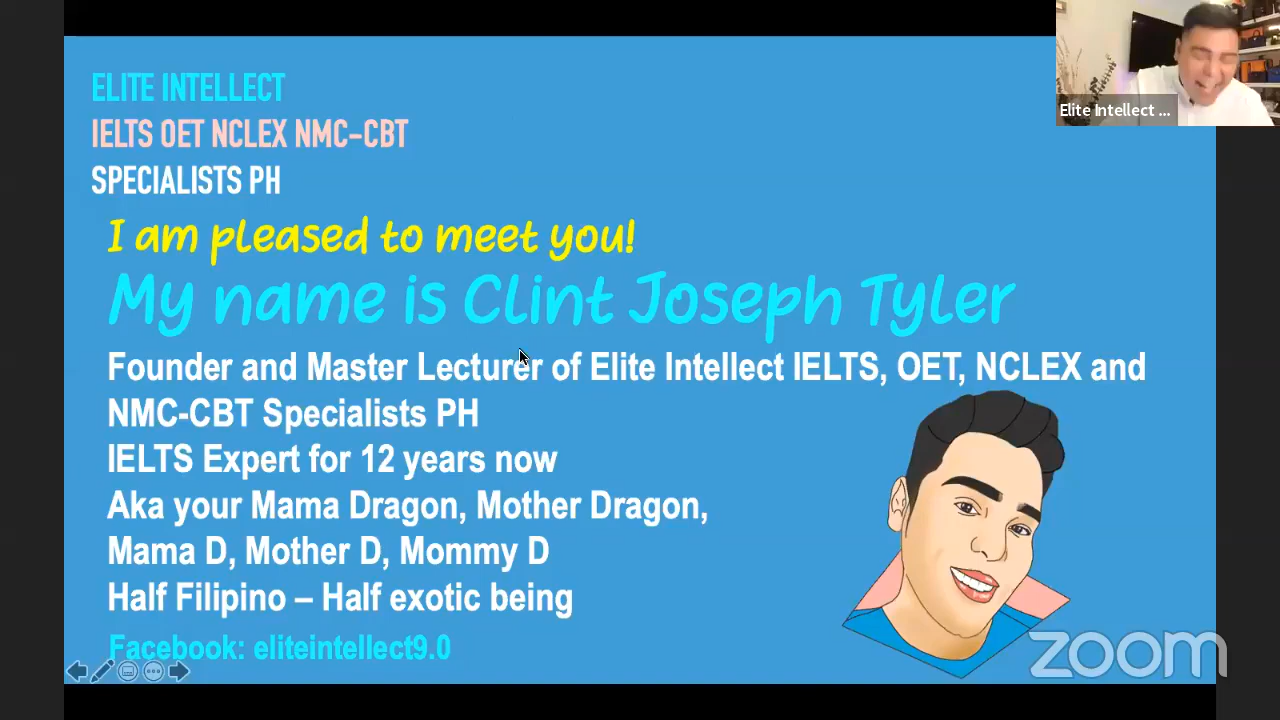 ELITE INTELLECT
IELTS OET NCLEX NMC-CBT
SPECIALISTS PH
I am pleased to meet you!
My name is Clint Joseph Tyler
Founder and Master Lecturer of Elite Intellect IELTS, OET, NCLEX and
NMC-CBT Specialists PH
IELTS Expert for 12 years now
Aka your Mama Dragon, Mother Dragon,
Mama D, Mother D, Mommy D
Half Filipino – Half exotic being
Facebook: eliteintellect9.0
Elite Intellect ...
zoom